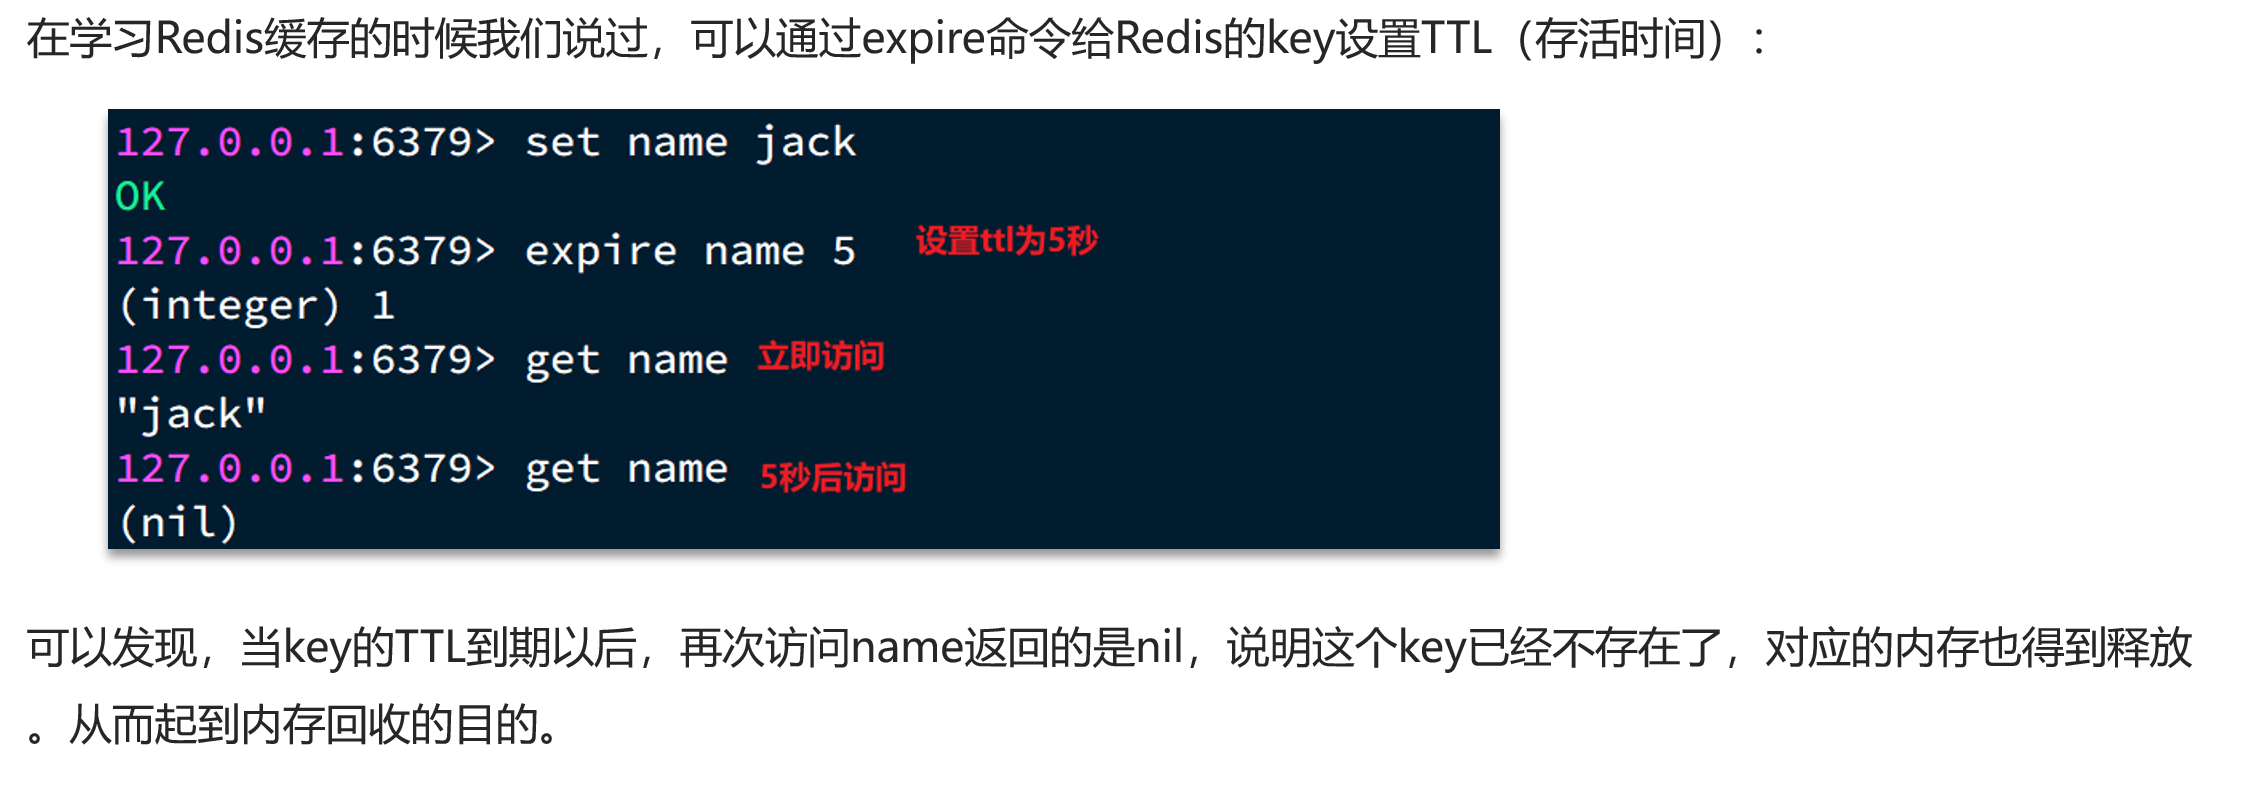 在学习Redis缓存的时候我们说过，可以通过expire命令给Redis的key设置TTL（存活时间）：
127.0.0.1:6379> set name jack
OK
127.0.0.1:6379> expire name 5 设置ttl为5秒
(integer) 1
127.0.0.1:6379> get name 立即访问
"jack"
127.0.0.1:6379> get name 5秒后访问
(nil)
可以发现，当key的TTL到期以后，再次访问name返回的是nil，说明这个key已经不存在了，对应的内存也得到释放
。从而起到内存回收的目的。